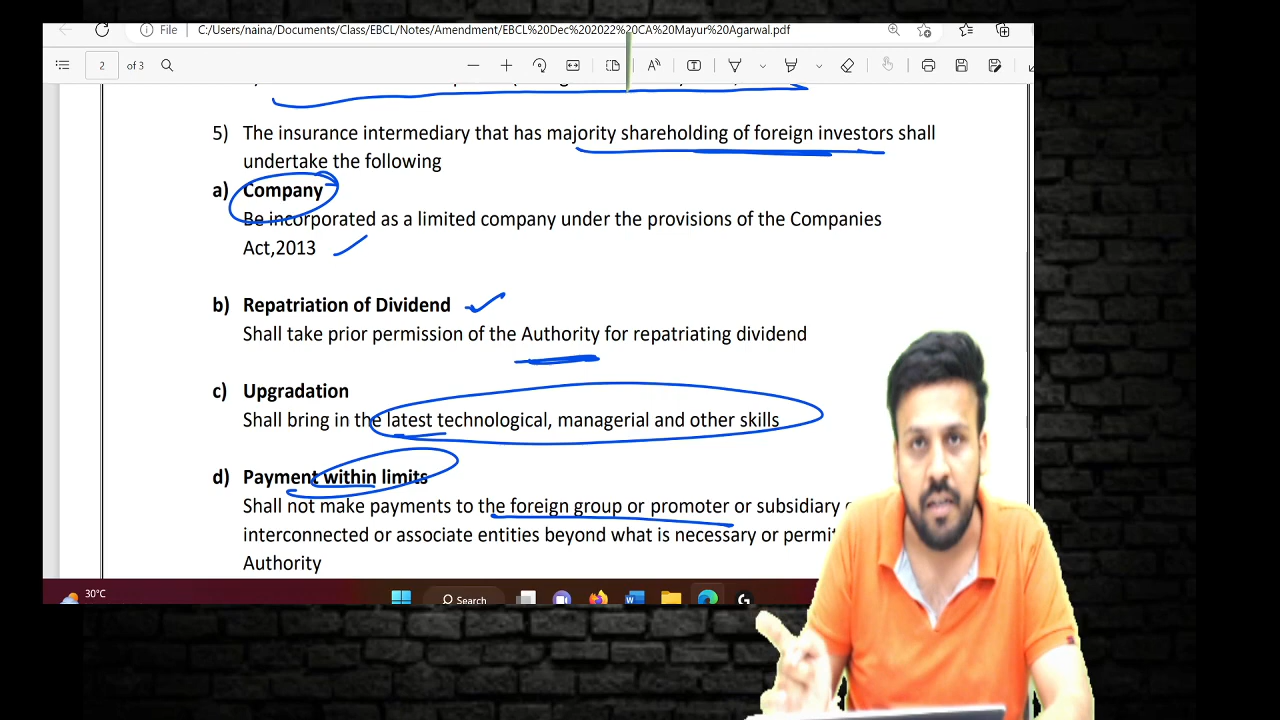 File C:/Users/naina/Documents/Class/EBCL/Notes/Amendment/EBCL%20Dec%202022%20CA%20Mayur%20Agarwal.pdf
2 of 3
5) The insurance intermediary that has majority shareholding of foreign investors shall
undertake the following
a) Company
Be incorporated as a limited company under the provisions of the Companies
Act,2013
b) Repatriation of Dividend
Shall take prior permission of the Authority for repatriating dividend
c) Upgradation
Shall bring in the latest technological, managerial and other skills
d) Payment within limits
Shall not make payments to the foreign group or promoter or subsidiary
interconnected or associate entities beyond what is necessary or
Authority
30°C
Search